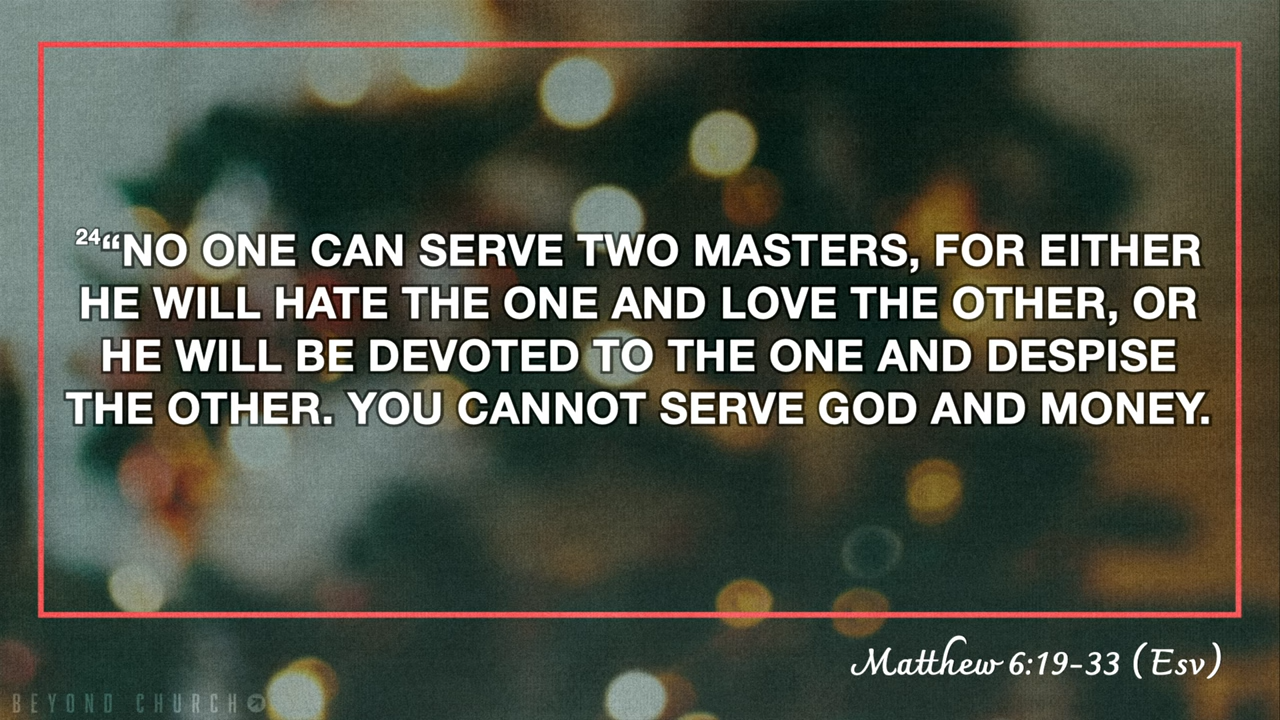 24“NO ONE CAN SERVE TWO MASTERS, FOR EITHER
HE WILL HATE THE ONE AND LOVE THE OTHER, OR
HE WILL BE DEVOTED TO THE ONE AND DESPISE
THE OTHER. YOU CANNOT SERVE GOD AND MONEY.
Matthew 6:19-33 (Esv)
BEYOND CHURCH